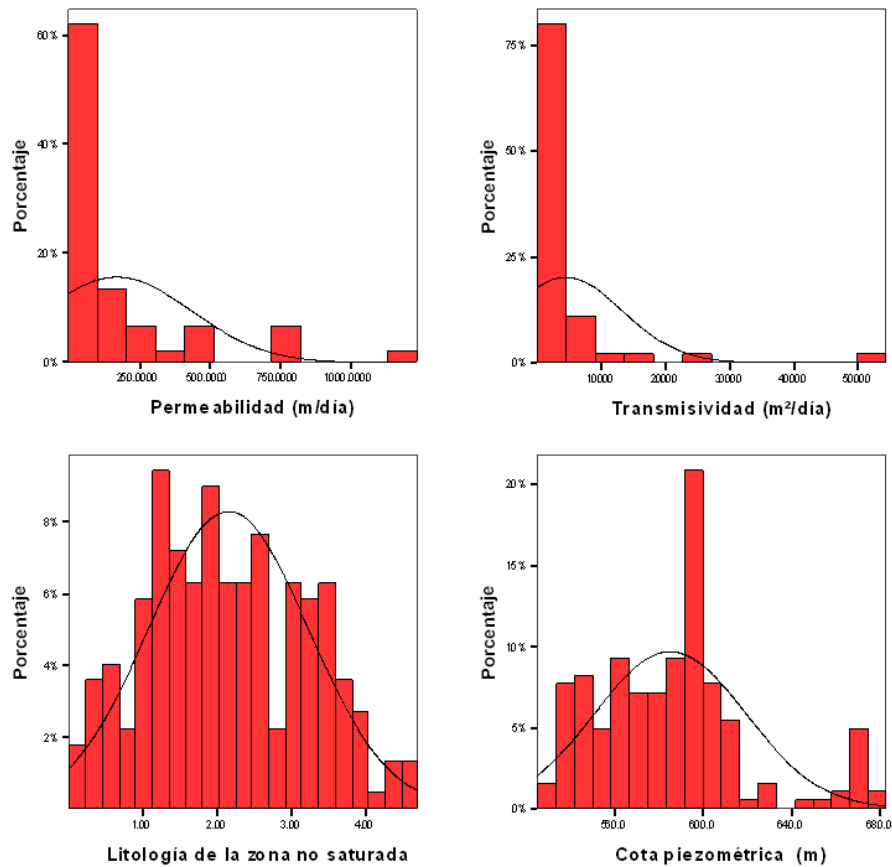 60%
40%
20%
0%
Porcentaje
250.0000 500.0000 750.0000 1000.0000
Permeabilidad (m/día)
75%
50%
25%
0%
Porcentaje
10000 20000 30000 40000 50000
Transmisividad (m²/día)
8%
6%
4%
2%
Porcentaje
1.00 2.00 3.00 4.00
Litología de la zona no saturada
20%
15%
10%
5%
0%
Porcentaje
560.0 600.0 640.0 680.0
Cota piezométrica (m)